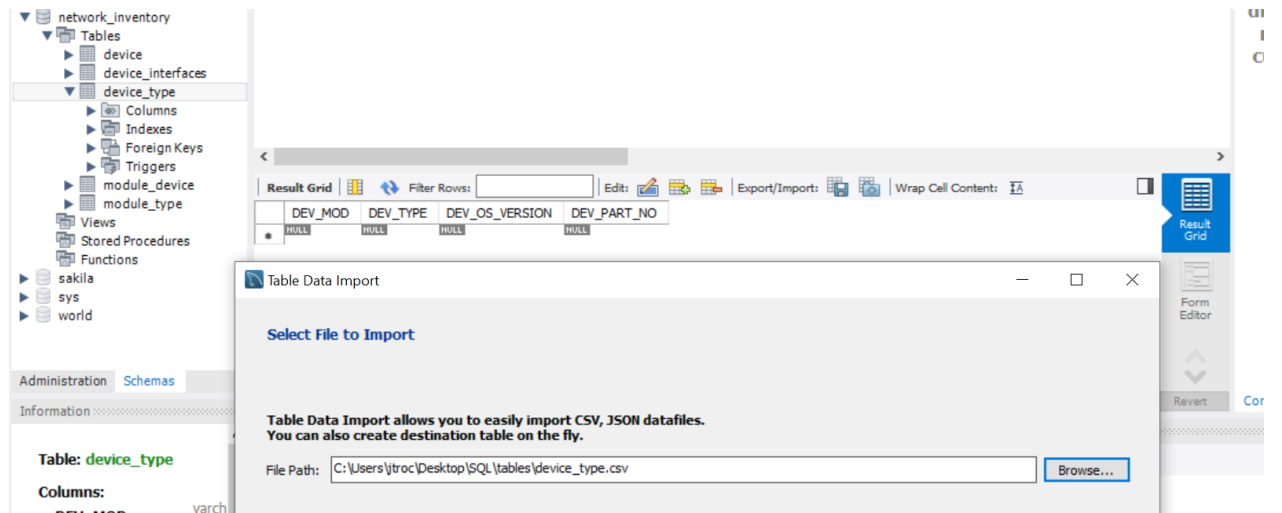 network_inventory
Tables
device
device_interfaces
device_type
Columns
Indexes
Foreign Keys
Triggers
module_device
module_type
Views
Stored Procedures
Functions
sakila
sys
world
Administration Schemas
Information
Table: device_type
Columns:
varch
Result Grid Filter Rows: Edit: Export/Import: Wrap Cell Content: IA
DEV_MOD DEV_TYPE DEV_OS_VERSION DEV_PART_NO
NULL NULL NULL NULL
Result
Grid
Form
Editor
Revert
Table Data Import
Select File to Import
Table Data Import allows you to easily import CSV, JSON datafiles.
You can also create destination table on the fly.
File Path: C:\Users\jtroc\Desktop\SQL\tables\device_type.csv Browse...